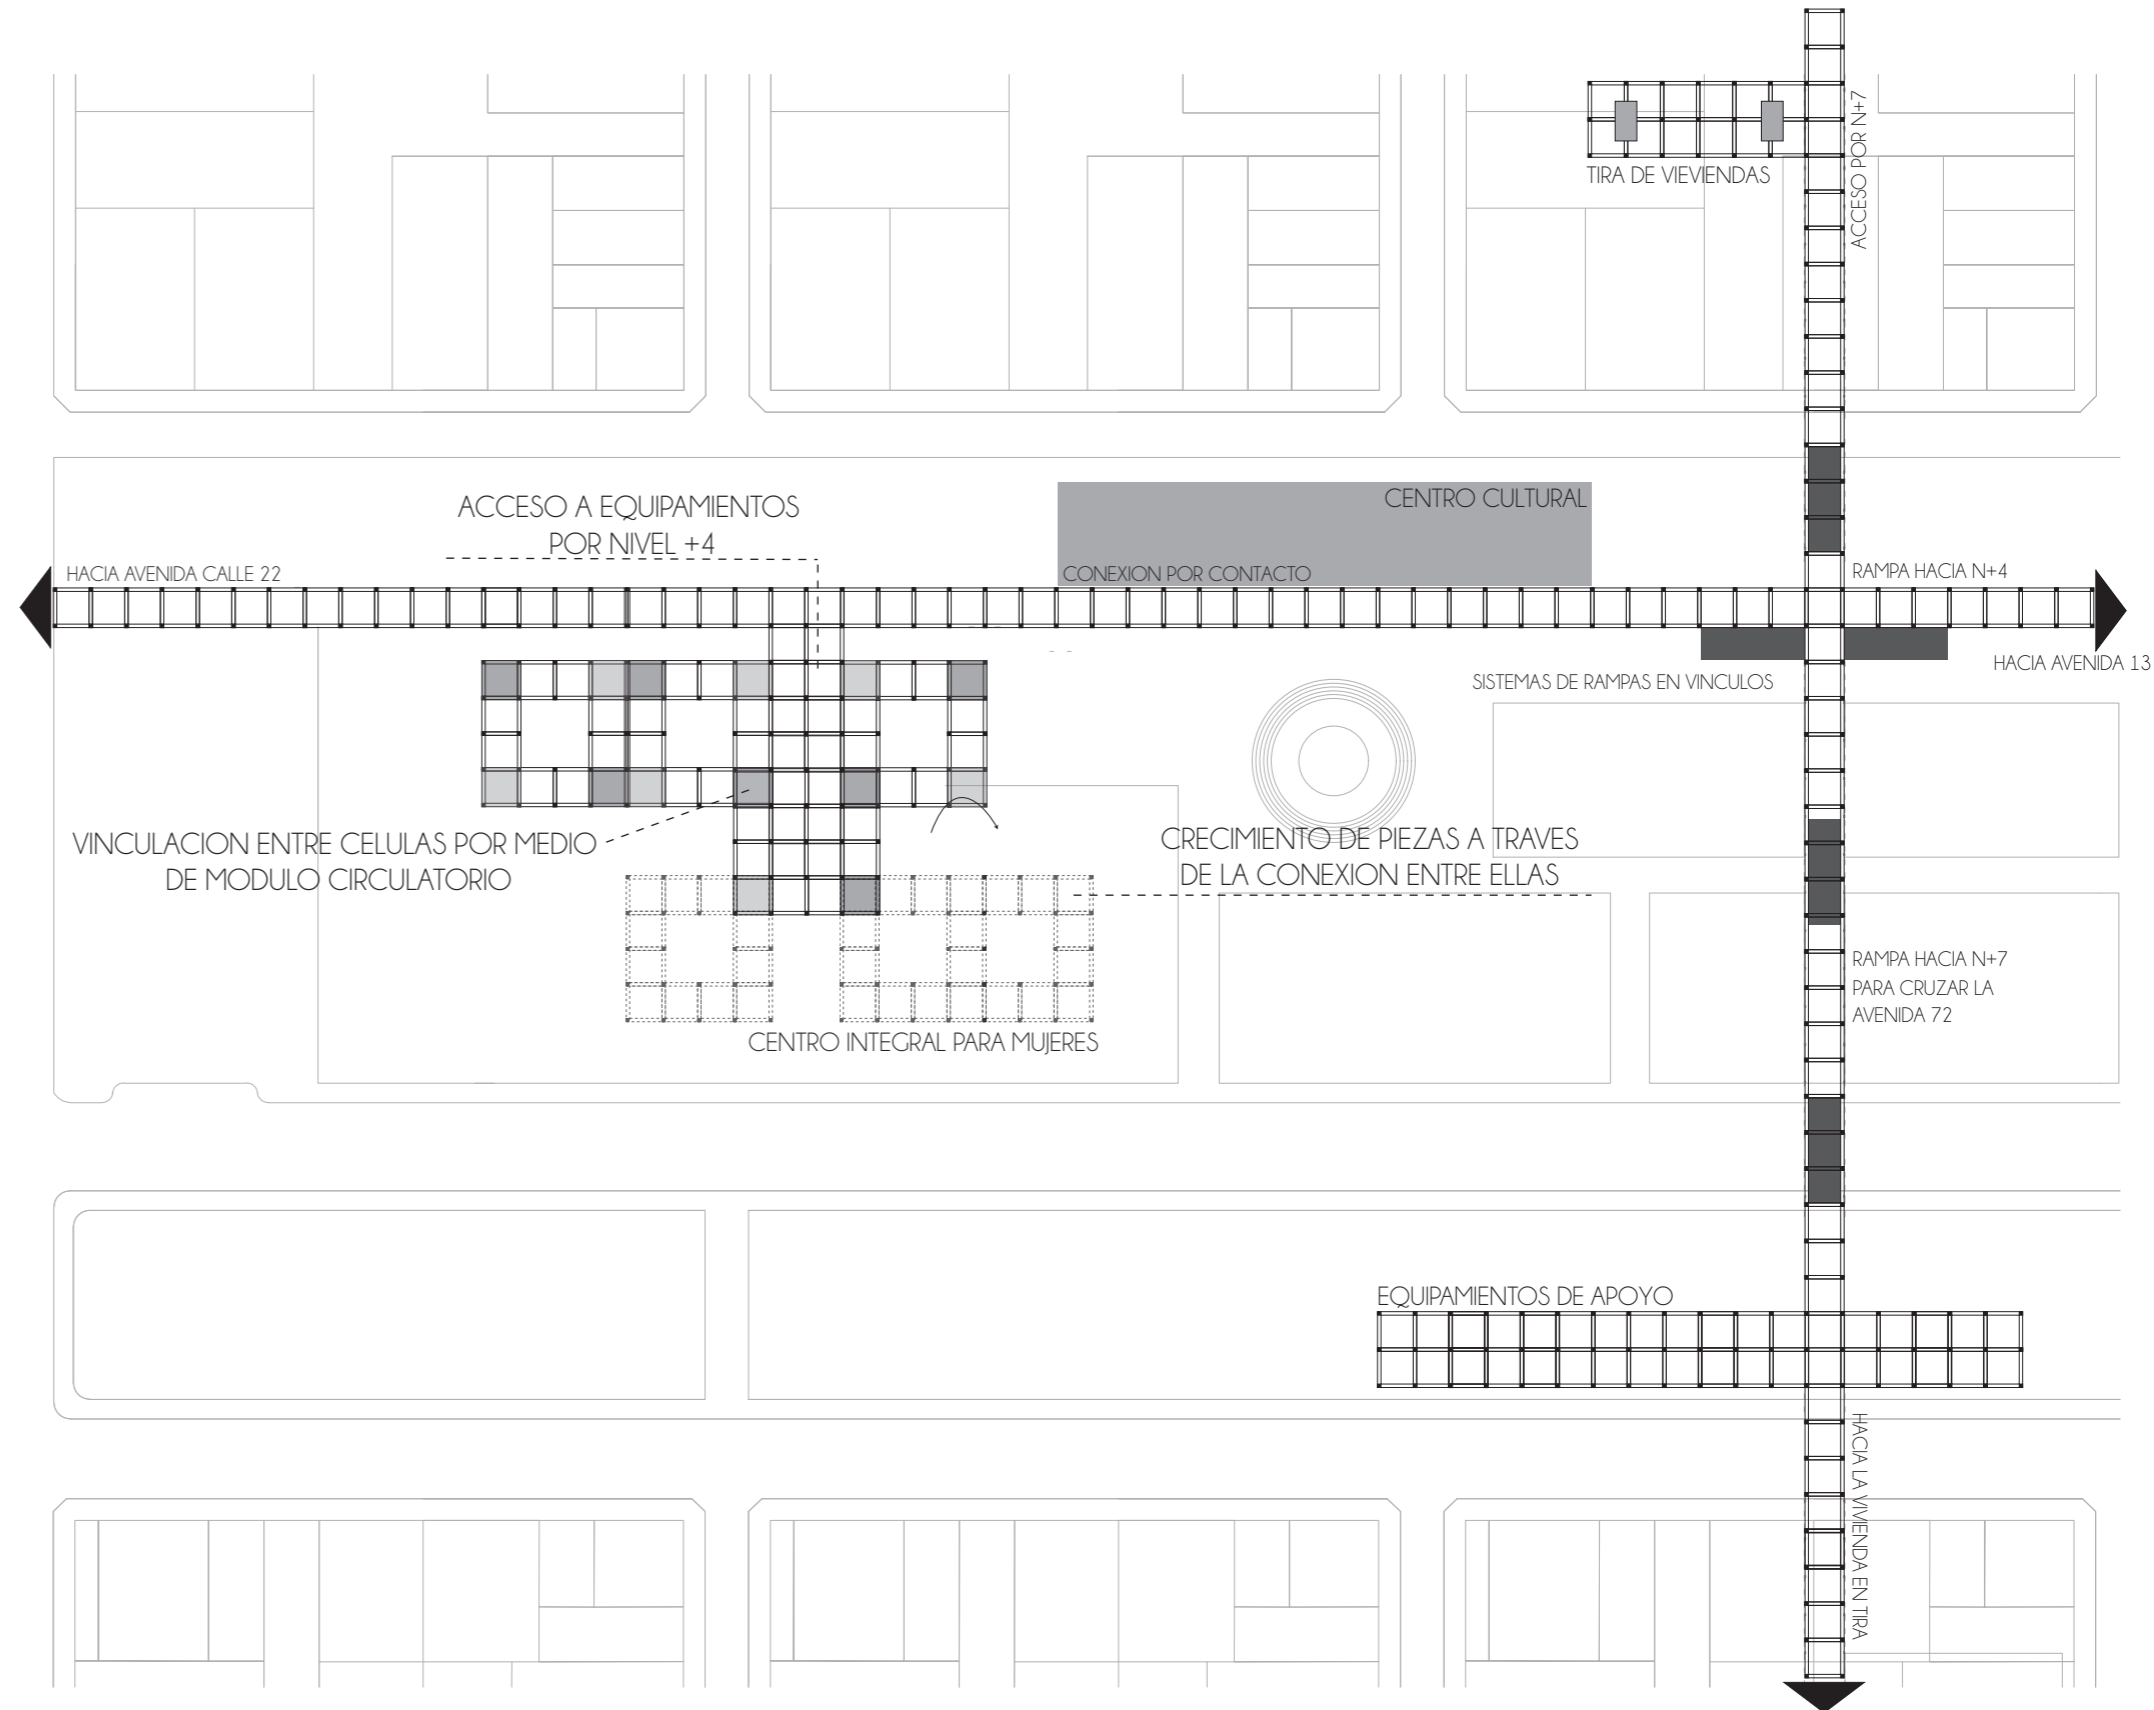 ACCESO POR N+7
TIRA DE VIEVIENDAS
ACCESO A EQUIPAMIENTOS
POR NIVEL +4
CENTRO CULTURAL
HACIA AVENIDA CALLE 22
CONEXION POR CONTACTO
RAMPA HACIA N+4
HACIA AVENIDA 13
SISTEMAS DE RAMPAS EN VINCULOS
VINCULACION ENTRE CELULAS POR MEDIO
DE MODULO CIRCULATORIO
CRECIMIENTO DE PIEZAS A TRAVES
DE LA CONEXION ENTRE ELLAS
RAMPA HACIA N+7
PARA CRUZAR LA
AVENIDA 72
CENTRO INTEGRAL PARA MUJERES
EQUIPAMIENTOS DE APOYO
HACIA LA VIVIENDA EN TIRA